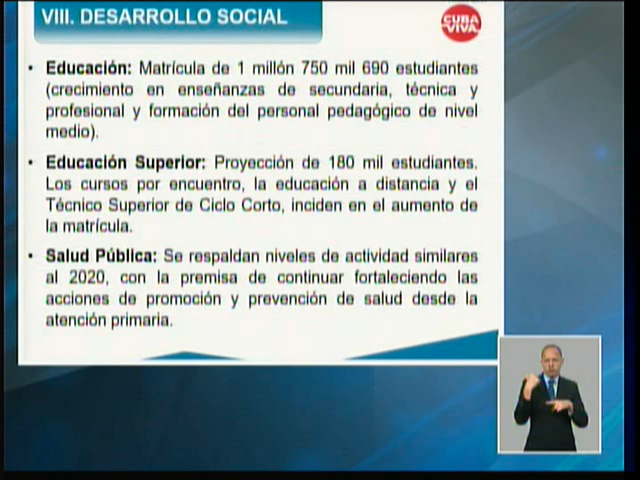 VIII. DESARROLLO SOCIAL
CUBA
VIVA
• Educación: Matrícula de 1 millón 750 mil 690 estudiantes
(crecimiento en enseñanzas de secundaria, técnica y
profesional y formación del personal pedagógico de nivel
medio).
• Educación Superior: Proyección de 180 mil estudiantes.
Los cursos por encuentro, la educación a distancia y el
Técnico Superior de Ciclo Corto, inciden en el aumento de
la matrícula.
• Salud Pública: Se respaldan niveles de actividad similares
al 2020, con la premisa de continuar fortaleciendo las
acciones de promoción y prevención de salud desde la
atención primaria.